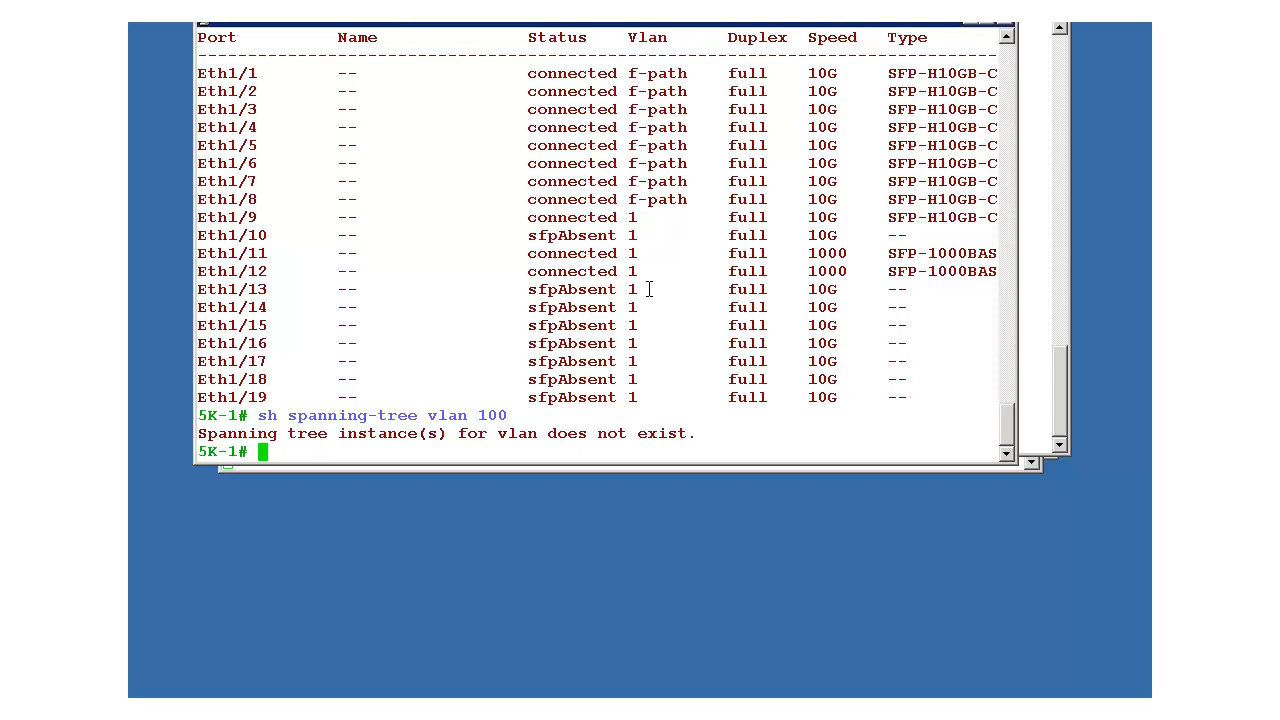 Port Name Status Vlan Duplex Speed Type
--------------------------------------------------------------------------------
Eth1/1 -- connected f-path full 10G SFP-H10GB-C
Eth1/2 -- connected f-path full 10G SFP-H10GB-C
Eth1/3 -- connected f-path full 10G SFP-H10GB-C
Eth1/4 -- connected f-path full 10G SFP-H10GB-C
Eth1/5 -- connected f-path full 10G SFP-H10GB-C
Eth1/6 -- connected f-path full 10G SFP-H10GB-C
Eth1/7 -- connected f-path full 10G SFP-H10GB-C
Eth1/8 -- connected f-path full 10G SFP-H10GB-C
Eth1/9 -- connected 1 full 10G SFP-H10GB-C
Eth1/10 -- sfpAbsent 1 full 10G --
Eth1/11 -- connected 1 full 1000 SFP-1000BAS
Eth1/12 -- connected 1 full 1000 SFP-1000BAS
Eth1/13 -- sfpAbsent 1 full 10G --
Eth1/14 -- sfpAbsent 1 full 10G --
Eth1/15 -- sfpAbsent 1 full 10G --
Eth1/16 -- sfpAbsent 1 full 10G --
Eth1/17 -- sfpAbsent 1 full 10G --
Eth1/18 -- sfpAbsent 1 full 10G --
Eth1/19 -- sfpAbsent 1 full 10G --
5K-1# sh spanning-tree vlan 100
Spanning tree instance(s) for vlan does not exist.
5K-1#